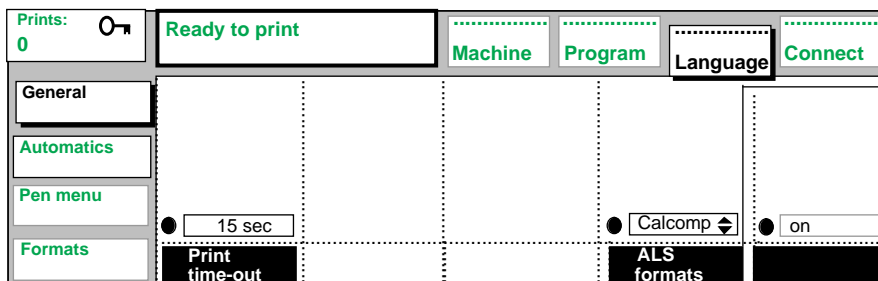 Prints:
0
Ready to print
Machine
Program
Language
Connect
General
Automatics
Pen menu
Formats
15 sec
Calcomp
on
Print
time-out
ALS
formats